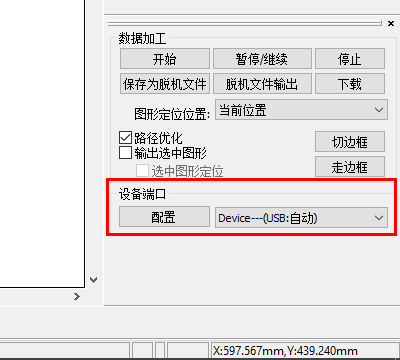 数据加工
开始 暂停/继续 停止
保存为脱机文件 脱机文件输出 下载
图形定位位置: 当前位置
路径优化 切边框
输出选中图形
选中图形定位 走边框
设备端口
配置 Device---(USB:自动)
X:597.567mm,Y:439.240mm